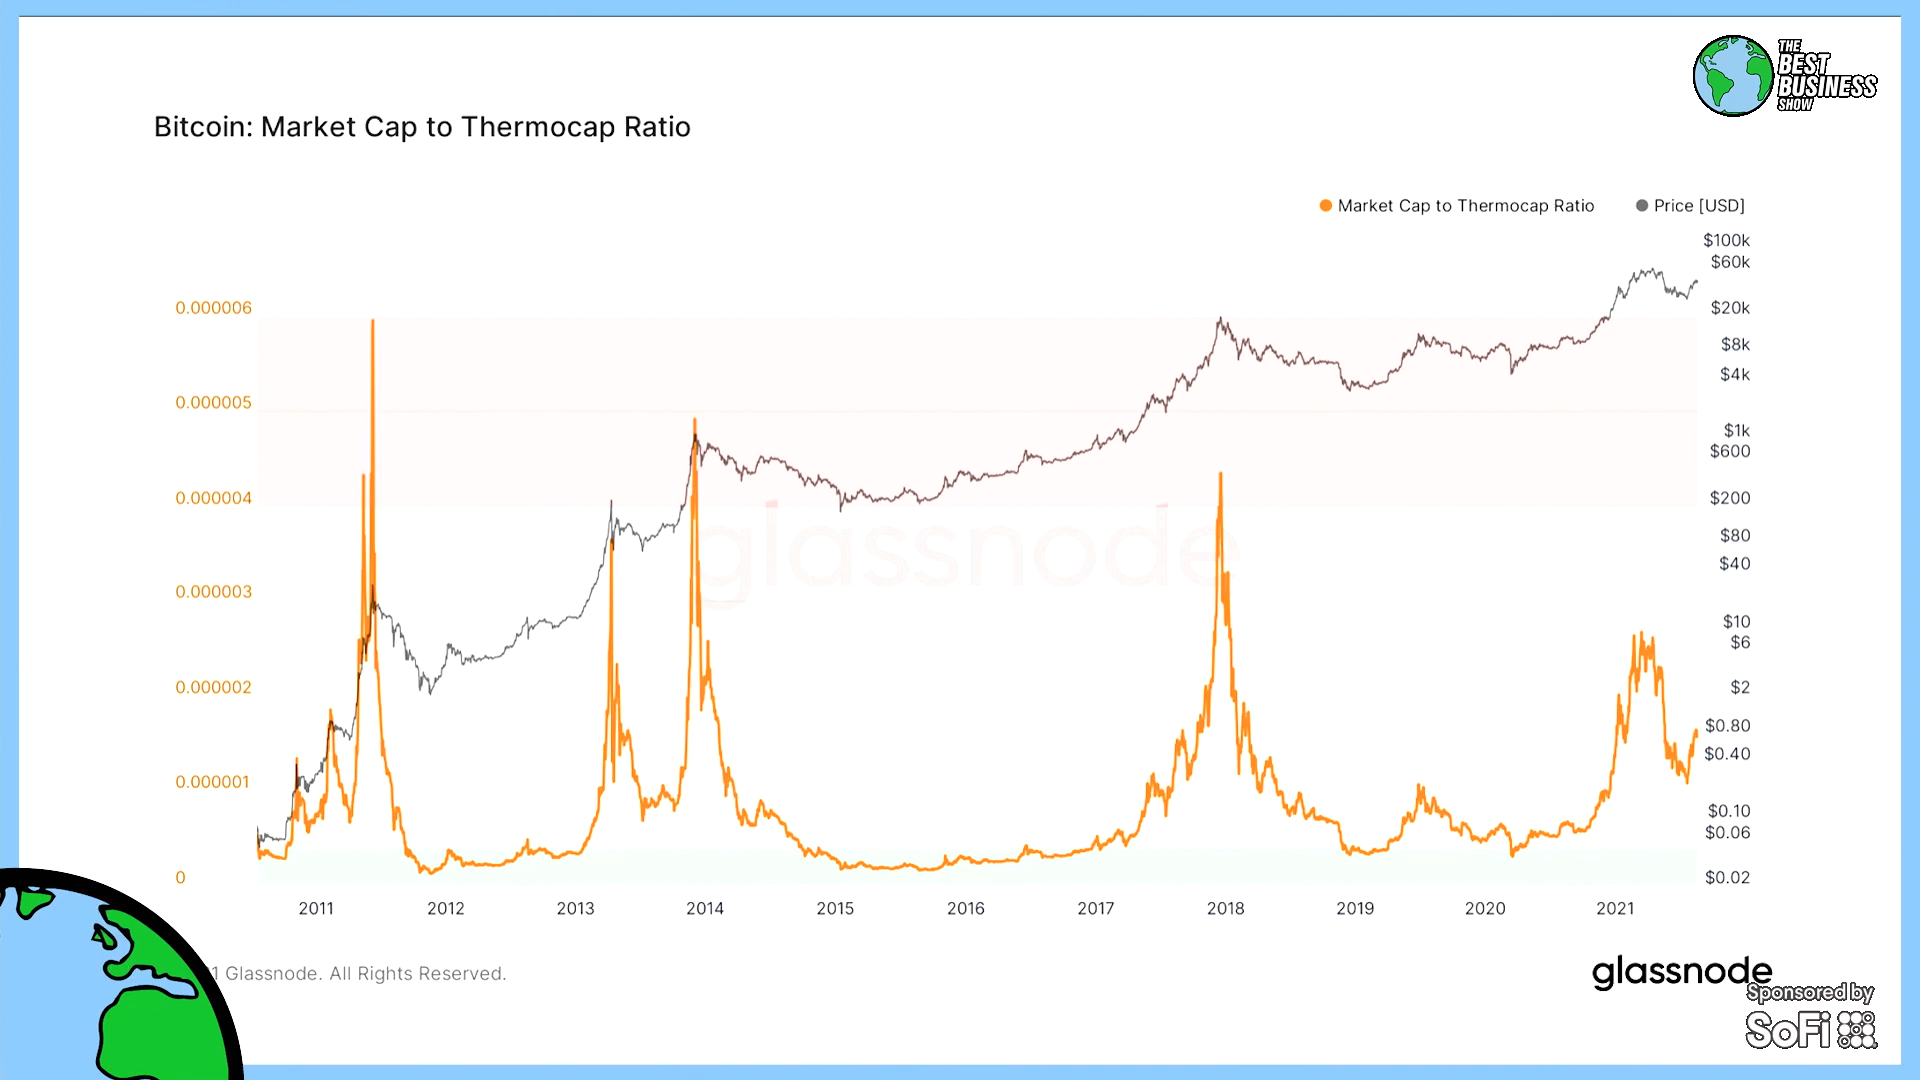 THE
BEST
BUSINESS
SHOW
Bitcoin: Market Cap to Thermocap Ratio
Market Cap to Thermocap Ratio
Price [USD]
$100k
$60k
$20k
$8k
$4k
$1k
$600
$200
$80
$40
$10
$6
$2
$0.80
$0.40
$0.10
$0.06
$0.02
0.000006
0.000005
0.000004
0.000003
0.000002
0.000001
0
glassnode
2011 2012 2013 2014 2015 2016 2017 2018 2019 2020 2021
1 Glassnode. All Rights Reserved.
glassnode
Sponsored by
SoFi